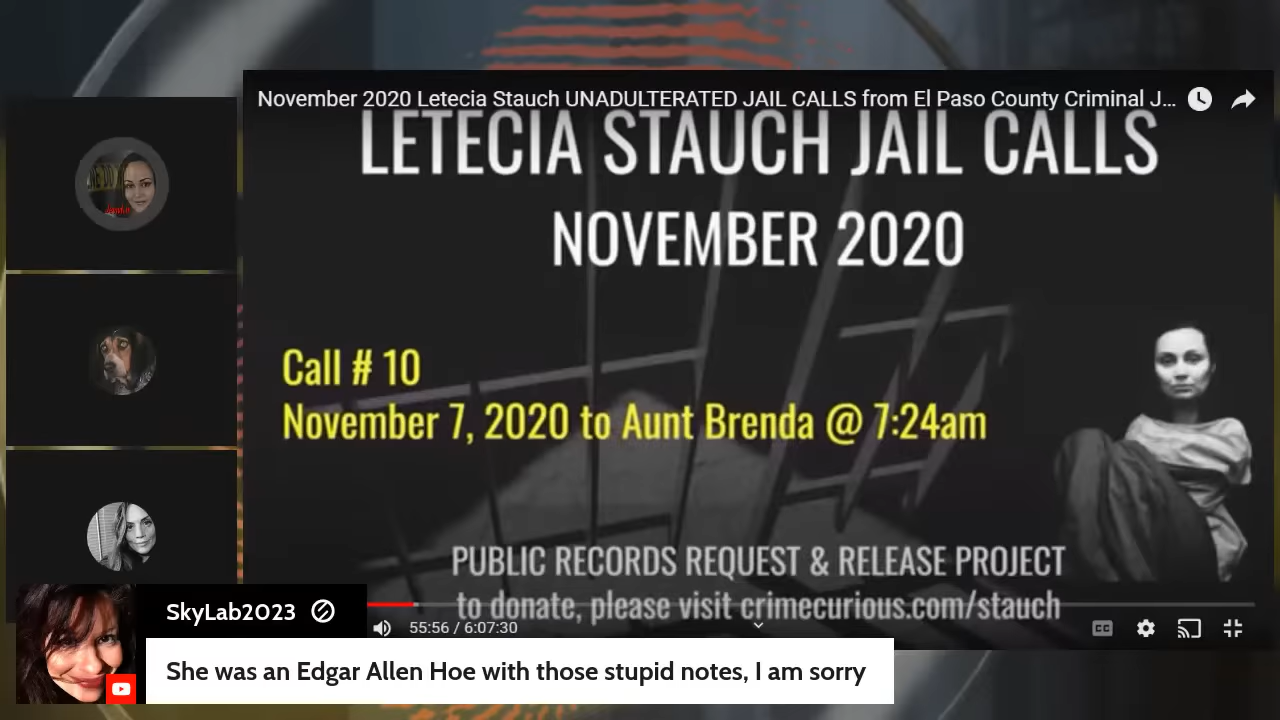 November 2020 Letecia Stauch UNADULTERATED JAIL CALLS from El Paso County Criminal J...
LETECIA STAUCH JAIL CALLS
NOVEMBER 2020
Call # 10
November 7, 2020 to Aunt Brenda @ 7:24am
PUBLIC RECORDS REQUEST & RELEASE PROJECT
to donate, please visit crimecurious.com/stauch
55:56 / 6:07:30
CC
SkyLab2023
She was an Edgar Allen Hoe with those stupid notes, I am sorry